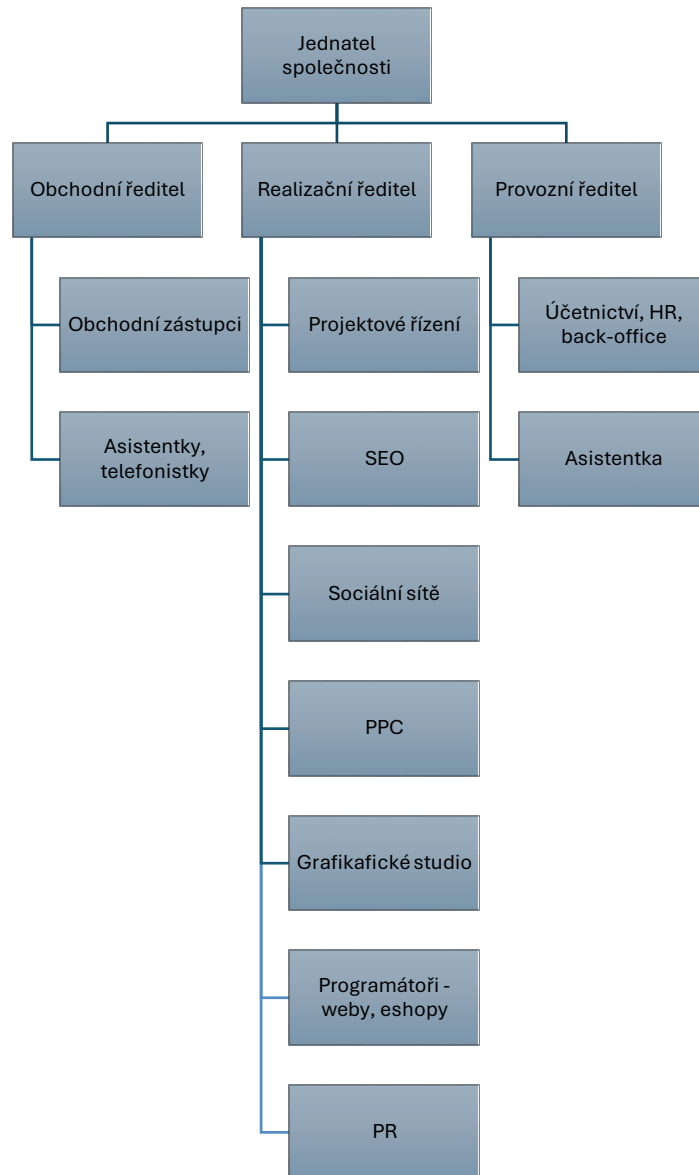 Jednatel
společnosti
Obchodní ředitel
Realizační ředitel
Provozní ředitel
Obchodní zástupci
Projektové řízení
Účetnictví, HR,
back-office
Asistentky,
telefonistky
SEO
Asistentka
Sociální sítě
PPC
Grafikafické studio
Programátoři -
weby, eshopy
PR